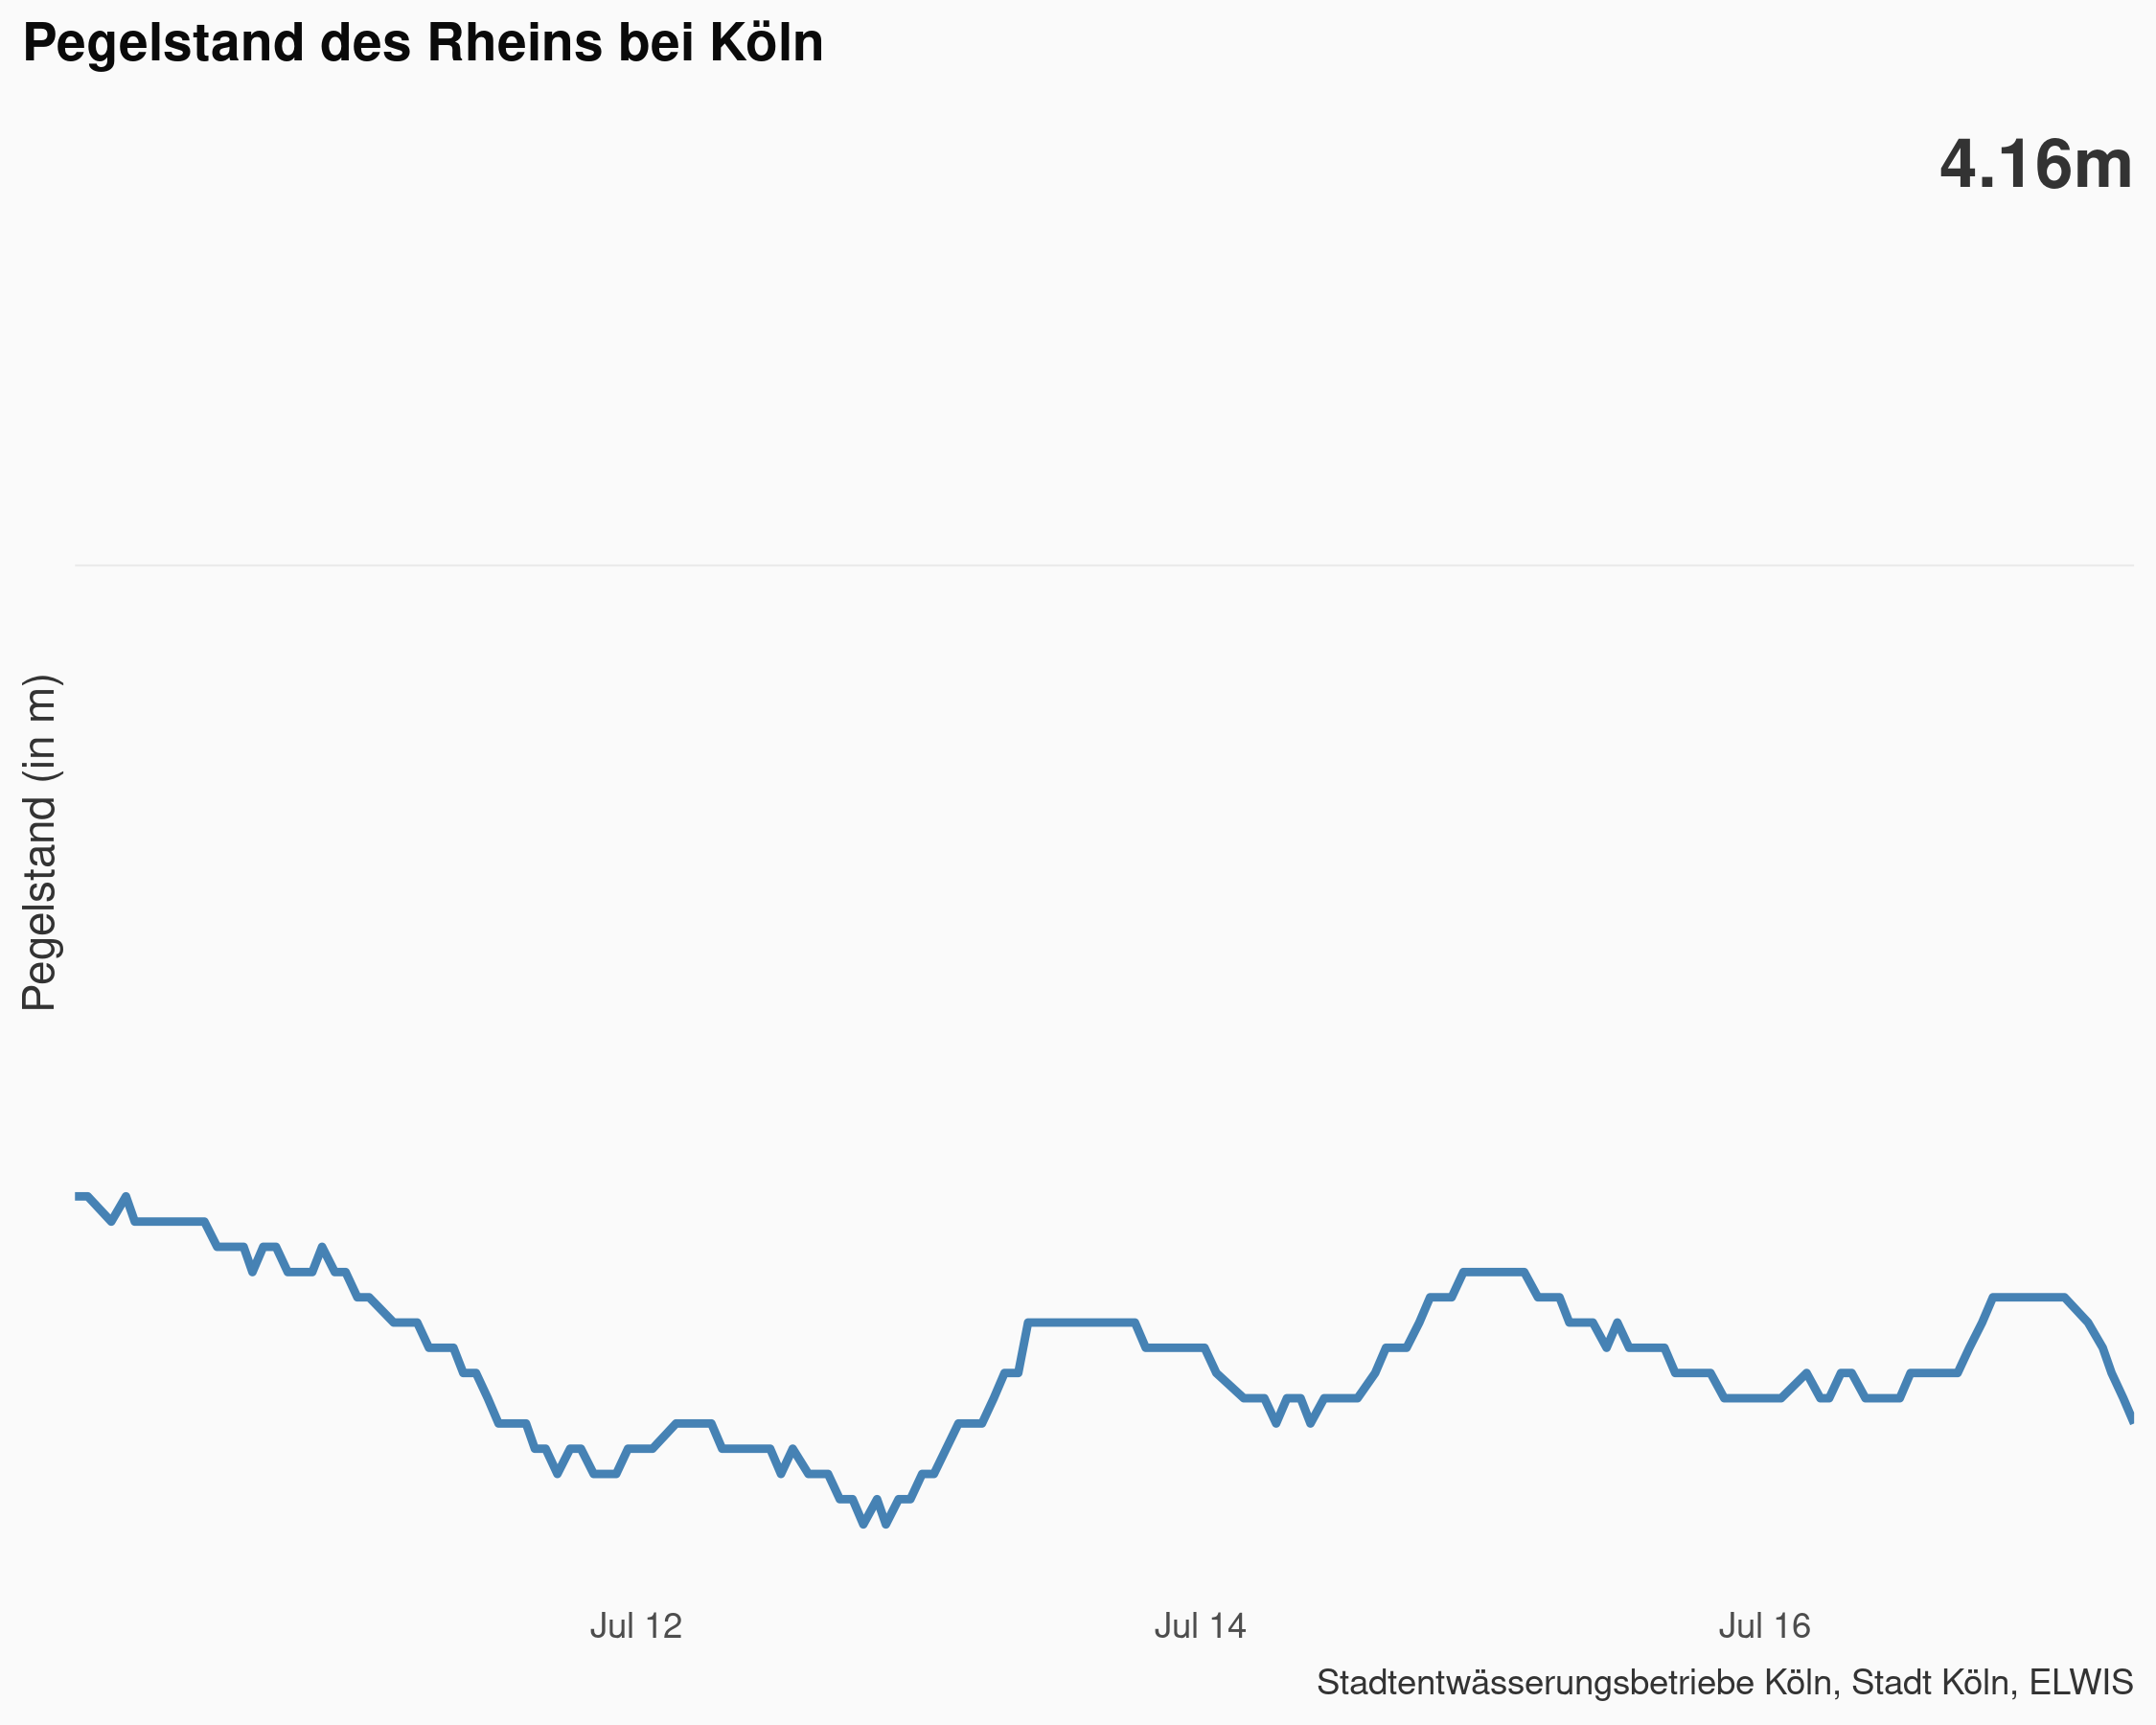 Pegelstand des Rheins bei Köln
4.16m
Pegelstand (in m)
Jul 12
Jul 14
Jul 16
Stadtentwässerungsbetriebe Köln, Stadt Köln, ELWIS